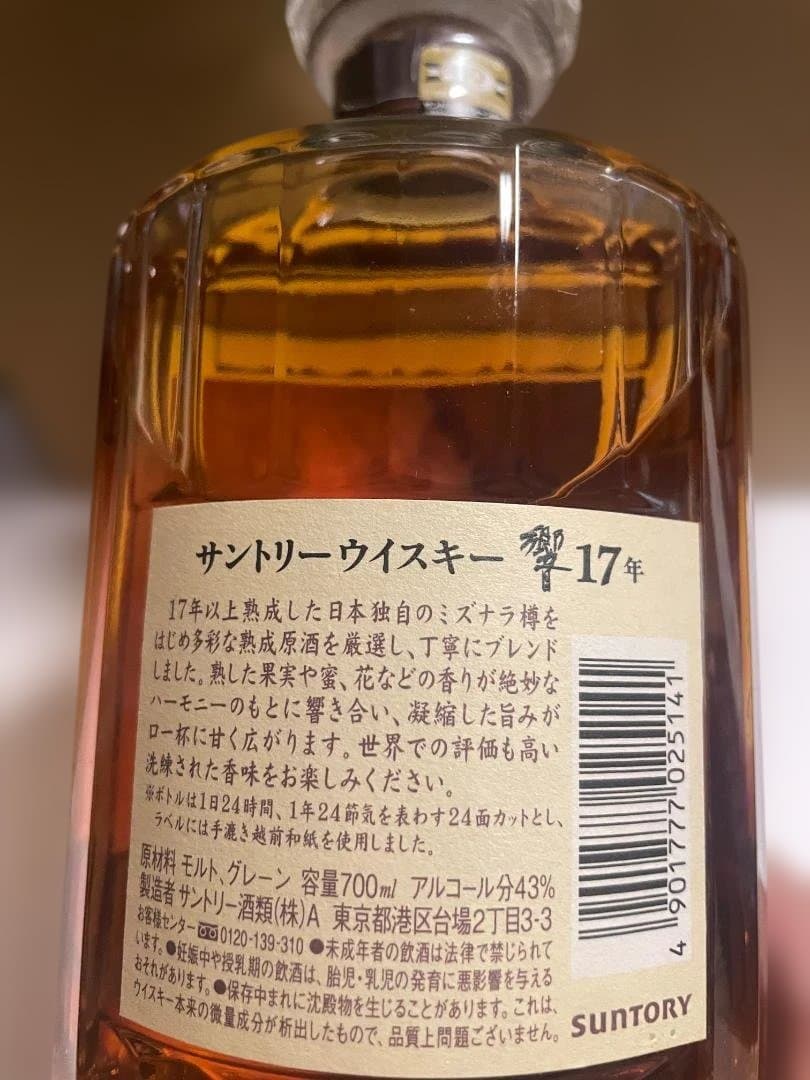 サントリーウイスキー 響 17年
17年以上熟成した日本独自のミズナラ樽を
はじめ多彩な熟成原酒を厳選し、丁寧にブレンド
しました。熟した果実や蜜、花などの香りが絶妙な
ハーモニーのもとに響き合い、凝縮した旨みが
口一杯に甘く広がります。世界での評価も高い
洗練された香味をお楽しみください。
※ボトルは1日24時間、1年24節気を表わす24面カットとし、
ラベルには手漉き越前和紙を使用しました。
原材料 モルト、グレーン 容量700ml アルコール分43%
製造者 サントリー酒類(株)A 東京都港区台場2丁目3-3
お客様センター 0120-139-310 ●未成年者の飲酒は法律で禁じられて
います。●妊娠中や授乳期の飲酒は、胎児・乳児の発育に悪影響を与える
おそれがあります。●保存中まれに沈殿物を生じることがあります。これは、
ウイスキー本来の微量成分が析出したもので、品質上問題ございません。
4 901777 025141
SUNTORY